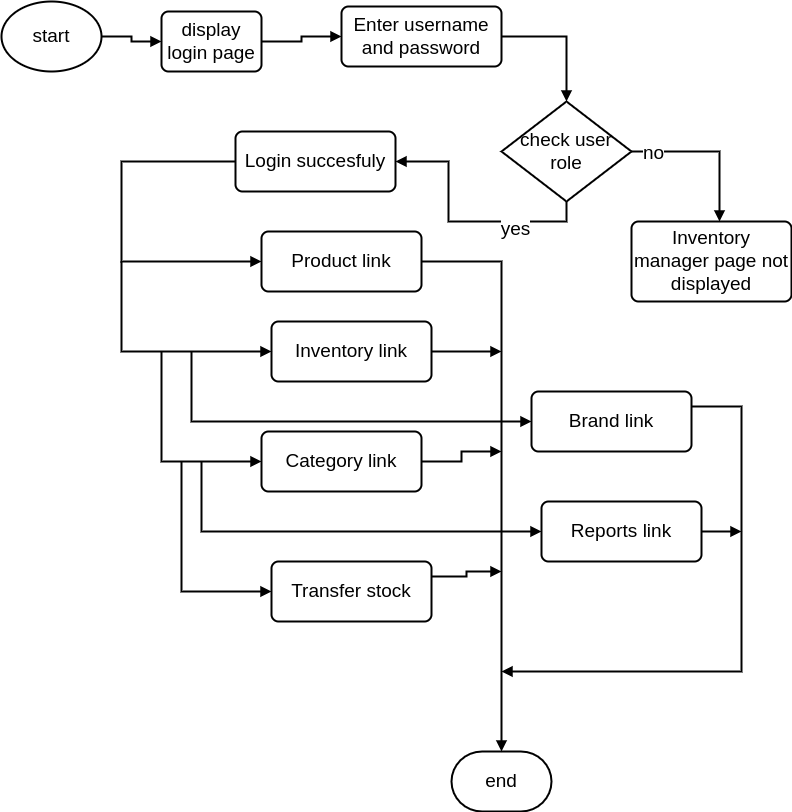 start
display
login page
Enter username
and password
check user
role
no
yes
Login succesfuly
Inventory
manager page not
displayed
Product link
Inventory link
Brand link
Category link
Reports link
Transfer stock
end